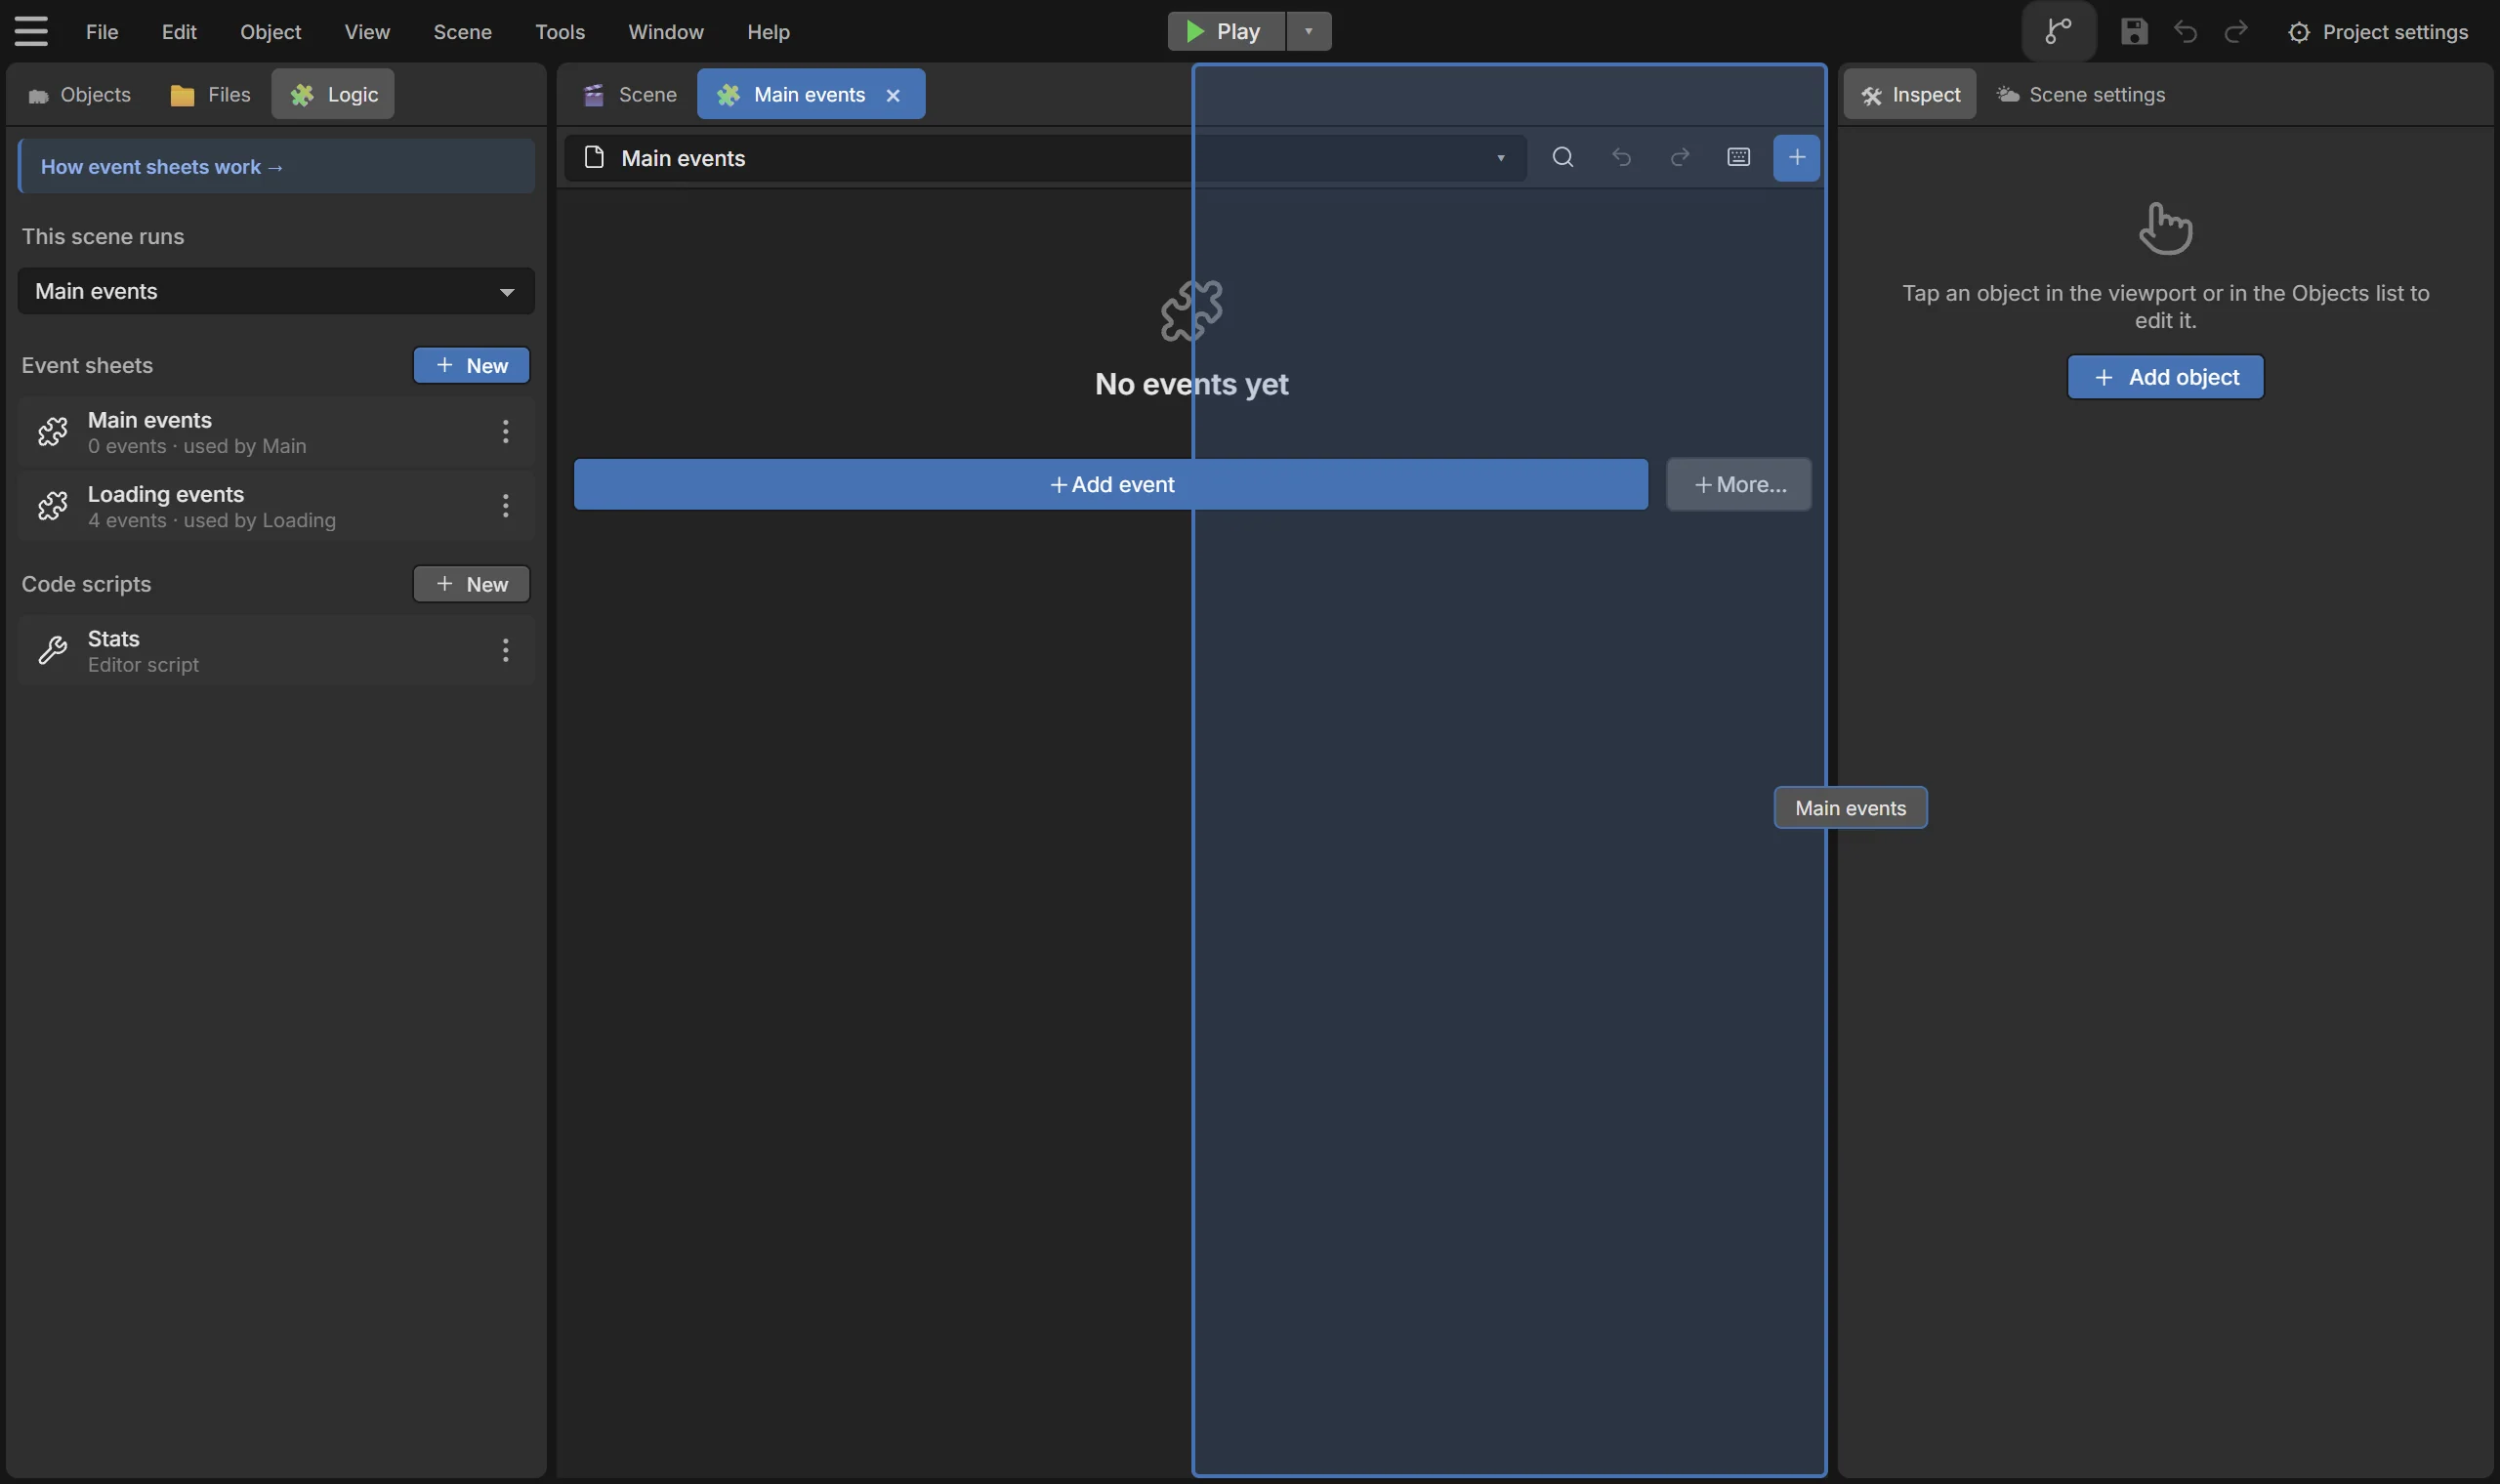 File Edit Object View Scene Tools Window Help
Play
Project settings
Objects Files Logic
Scene Main events
Inspect Scene settings
How event sheets work →
Main events
This scene runs
Main events
Event sheets
+ New
Main events
0 events · used by Main
Loading events
4 events · used by Loading
Code scripts
+ New
Stats
Editor script
No events yet
+ Add event
+ More...
Main events
Tap an object in the viewport or in the Objects list to
edit it.
+ Add object